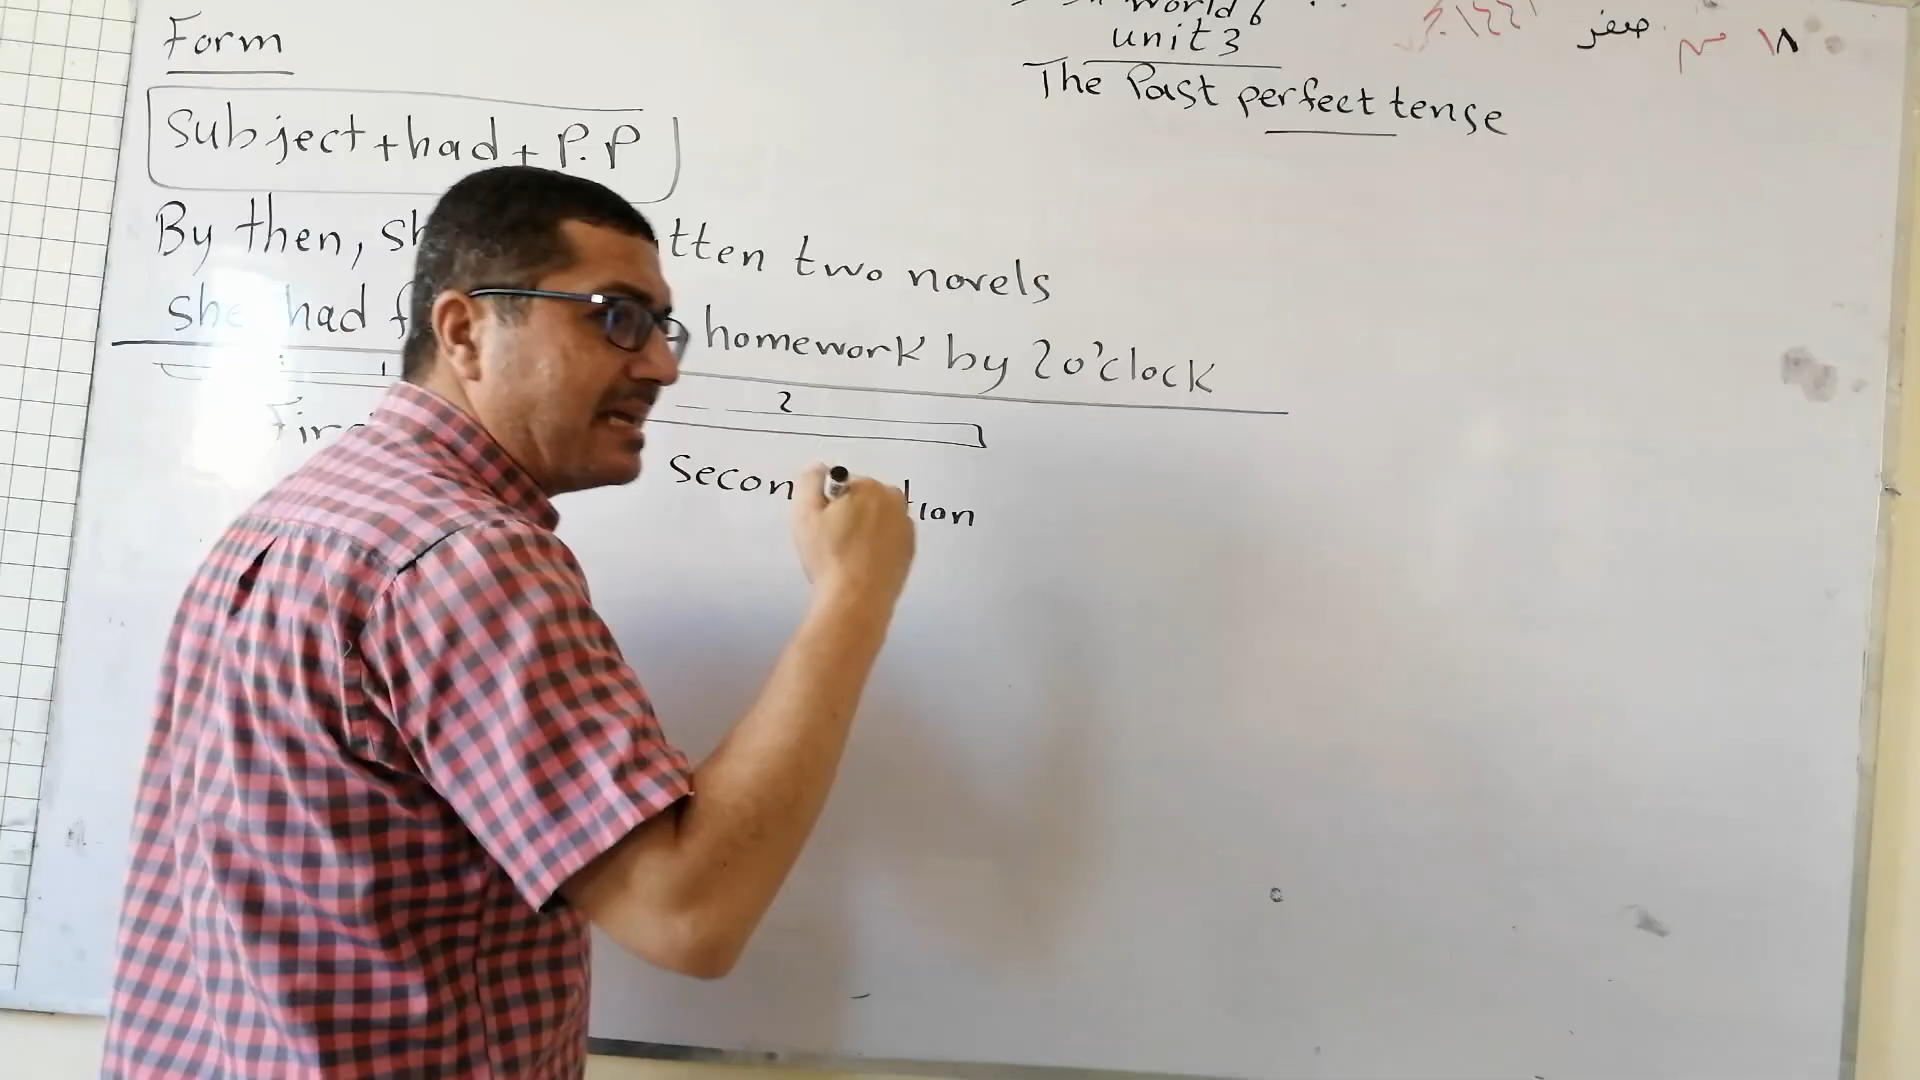 world 6
unit 3
١٨ صفر
The Past perfect tense
Form
Subject + had + P.P
By then, sh tten two novels
she had f homework by 2 o'clock
1
2
Fir
Secon tion